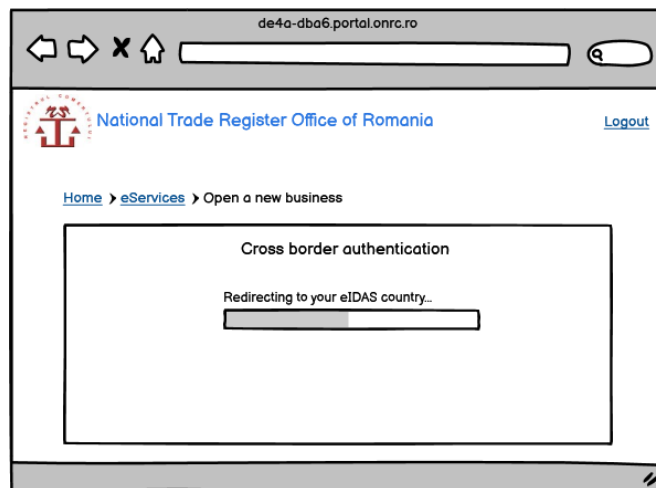 de4a-dba6.portal.onrc.ro
National Trade Register Office of Romania
Logout
Home > eServices > Open a new business
Cross border authentication
Redirecting to your eIDAS country...